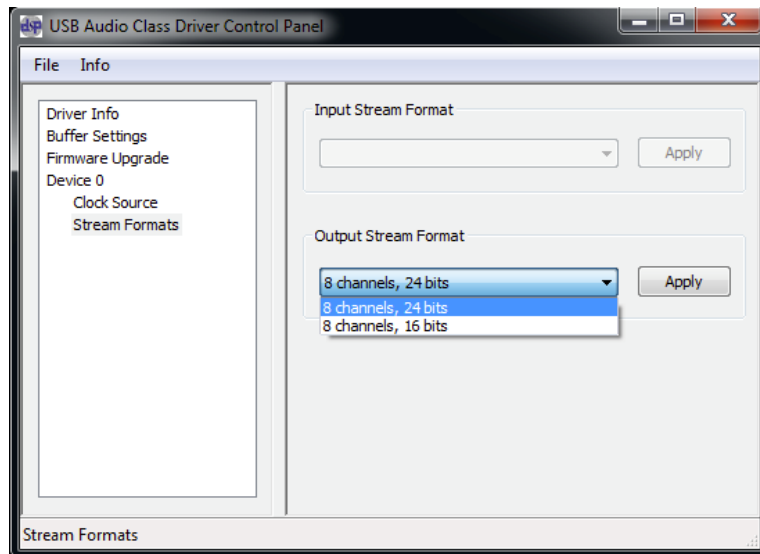 dsp USB Audio Class Driver Control Panel
File Info
Driver Info
Buffer Settings
Firmware Upgrade
Device 0
Clock Source
Stream Formats
Input Stream Format
Apply
Output Stream Format
8 channels, 24 bits
Apply
8 channels, 24 bits
8 channels, 16 bits
Stream Formats